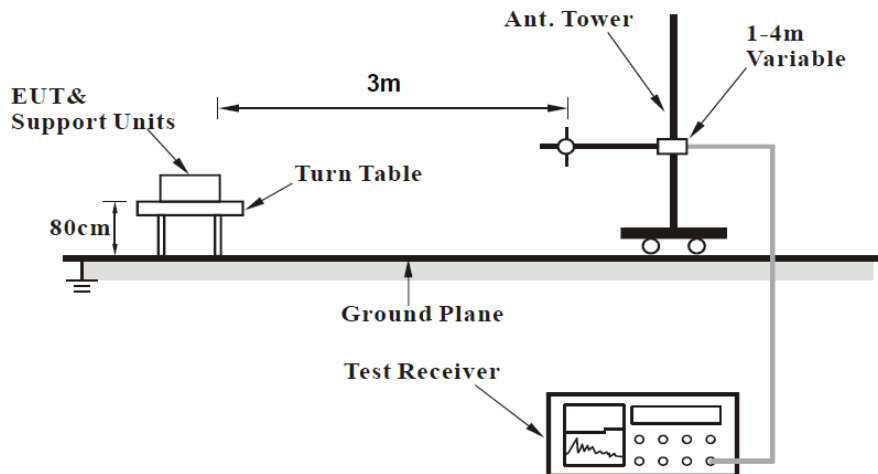 Ant. Tower
1-4m
Variable
3m
EUT&
Support Units
Turn Table
80cm
Ground Plane
Test Receiver